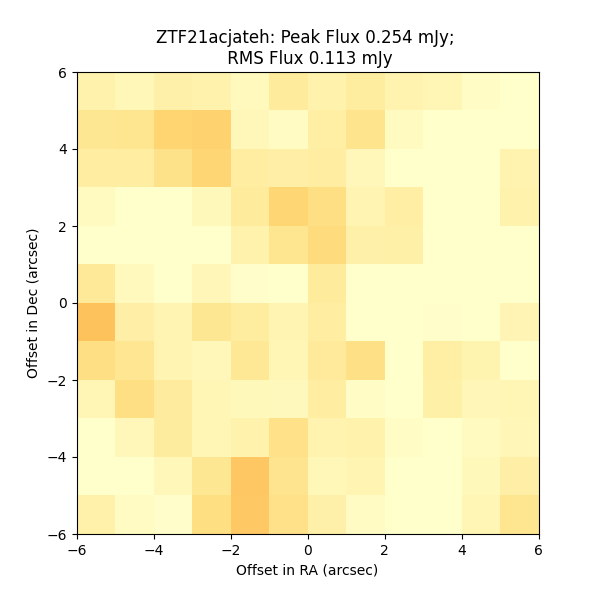 ZTF21acjateh: Peak Flux 0.254 mJy;
RMS Flux 0.113 mJy
6
4
2
0
−2
−4
−6
Offset in Dec (arcsec)
−6 −4 −2 0 2 4 6
Offset in RA (arcsec)